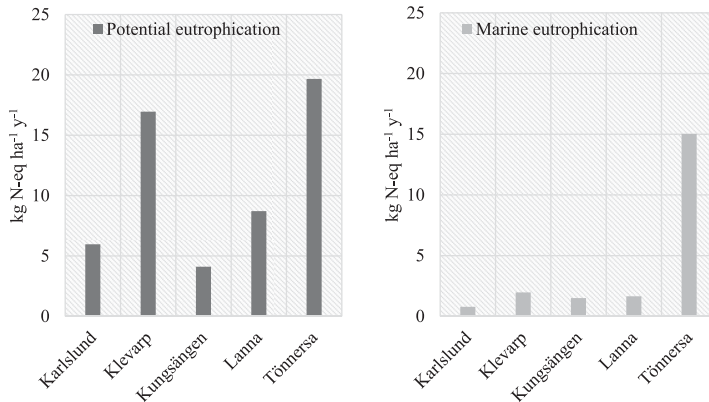 Potential eutrophication
kg N-eq ha⁻¹ y⁻¹
25
20
15
10
5
0
Karlslund
Klevarp
Kungsängen
Lanna
Tönnersa
Marine eutrophication
kg N-eq ha⁻¹ y⁻¹
25
20
15
10
5
0
Karlslund
Klevarp
Kungsängen
Lanna
Tönnersa